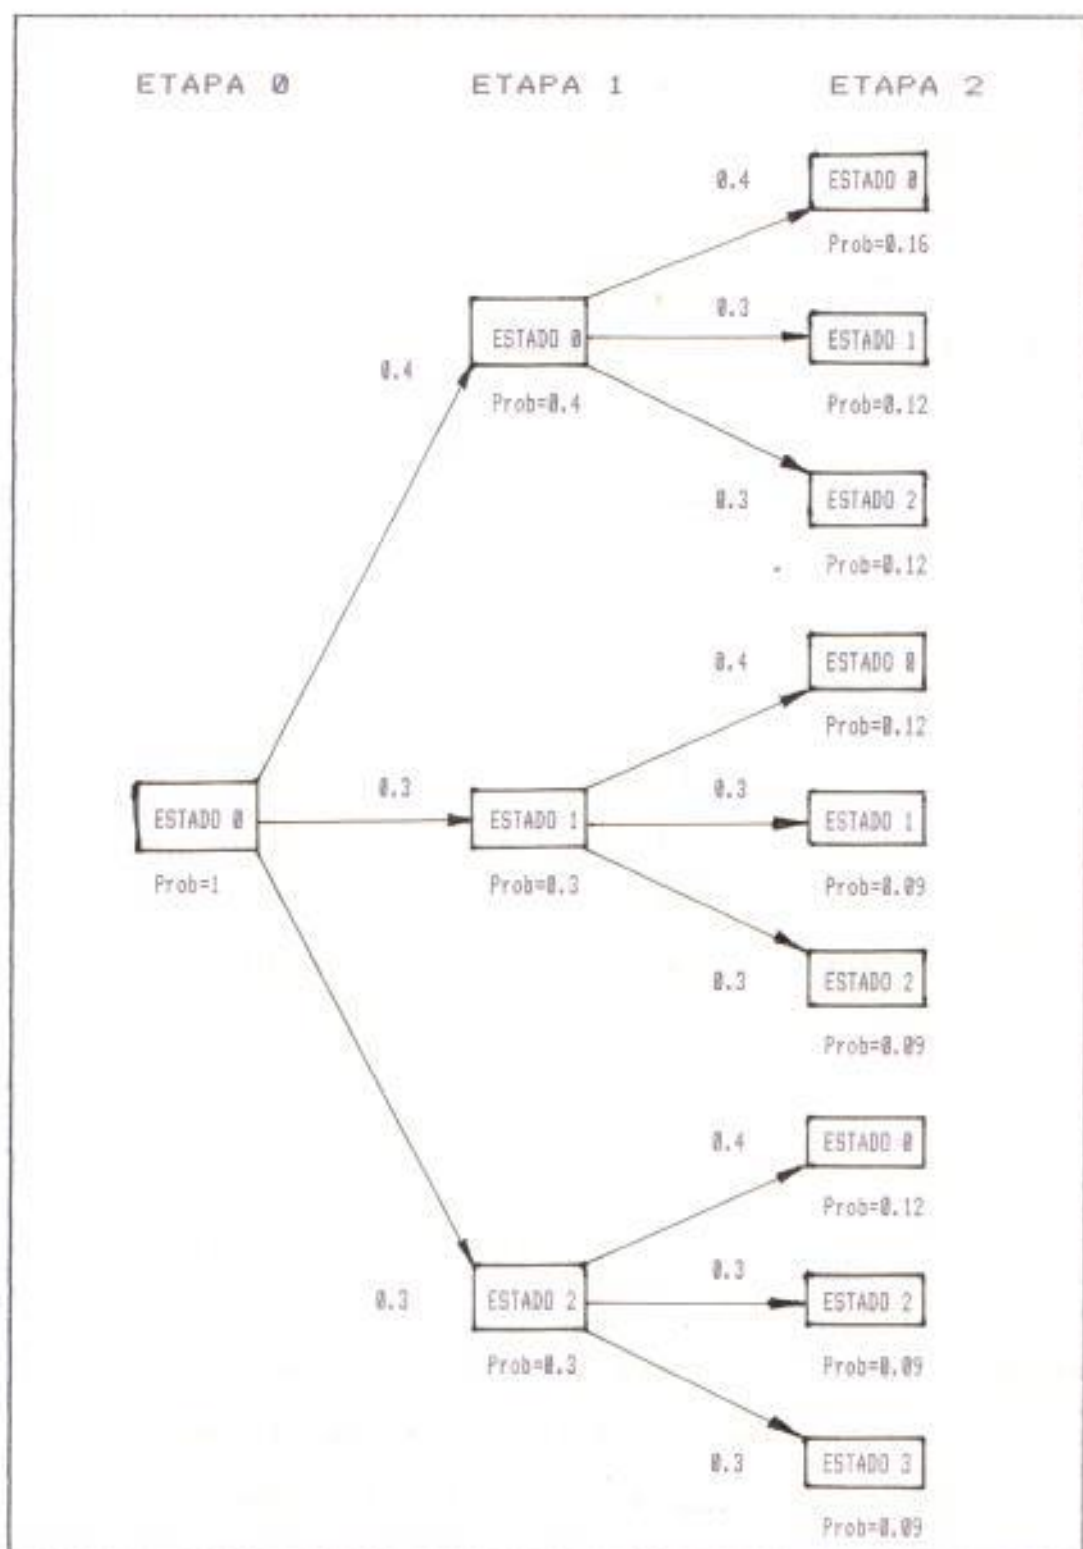 ETAPA 0 ETAPA 1 ETAPA 2
0.4 ESTADO 0
Prob=0.16
0.3
ESTADO 0 ESTADO 1
0.4
Prob=0.4 Prob=0.12
0.3 ESTADO 2
Prob=0.12
0.4 ESTADO 0
Prob=0.12
0.3 0.3
ESTADO 0 ESTADO 1 ESTADO 1
Prob=1 Prob=0.3 Prob=0.09
0.3 ESTADO 2
Prob=0.09
0.4 ESTADO 0
Prob=0.12
0.3
0.3 ESTADO 2 ESTADO 2
Prob=0.3 Prob=0.09
0.3 ESTADO 3
Prob=0.09